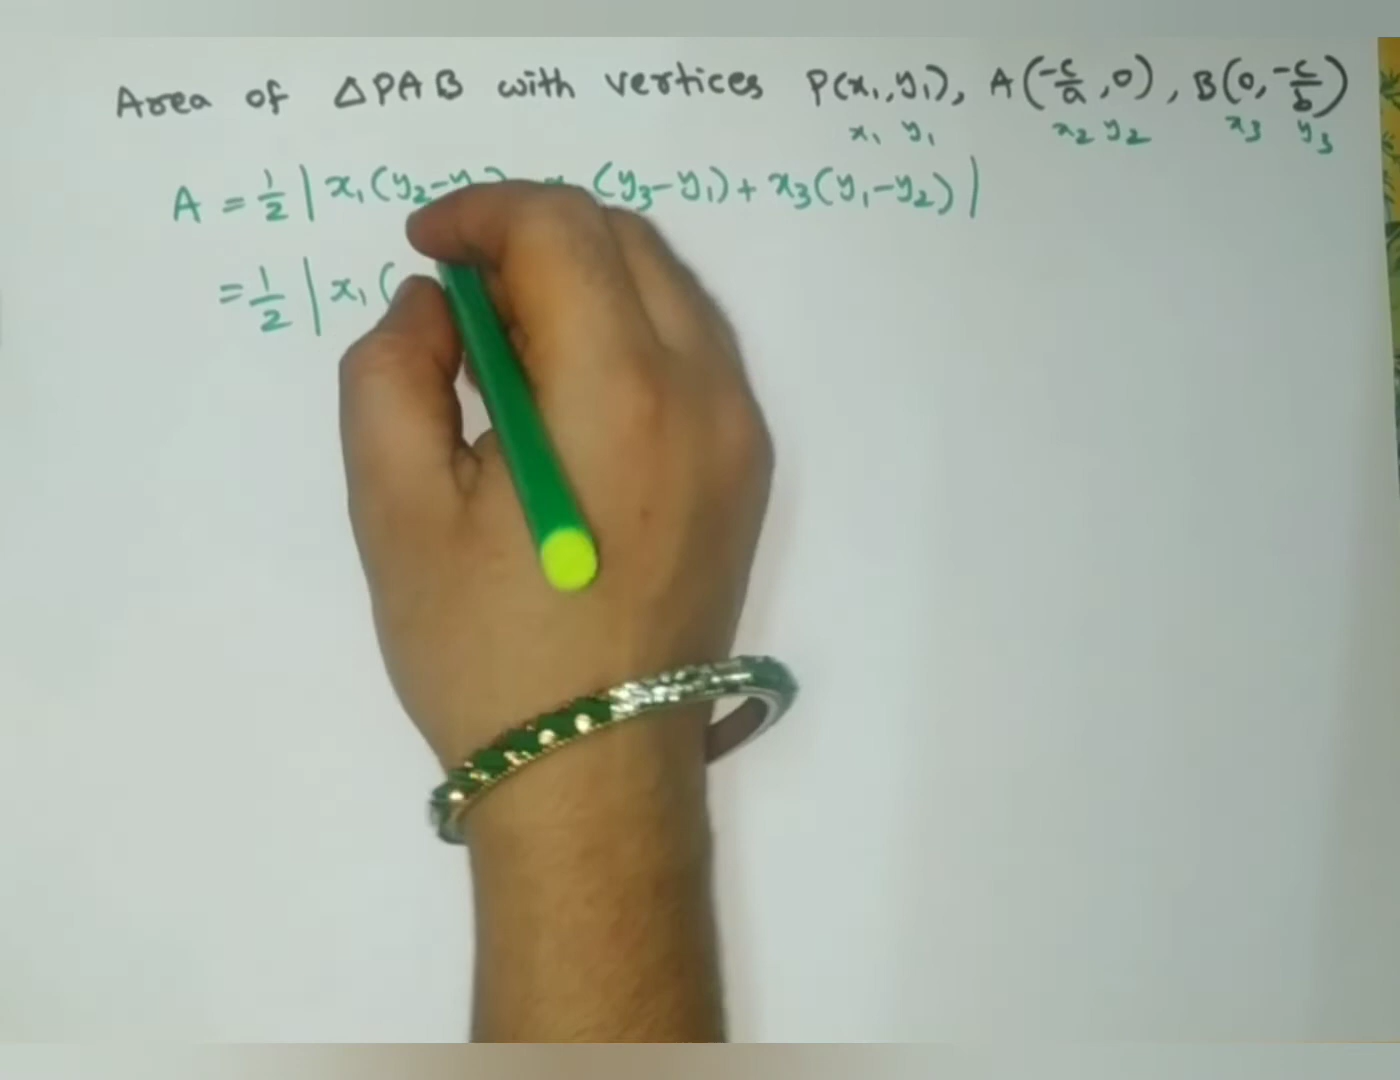 Area of △PAB with vertices P(x₁,y₁), A(-c/a ,0), B(0, -c/b)
x₁ y₁ x₂ y₂ x₃ y₃
A = 1/2 | x₁(y₂-y (y₃-y₁)+ x₃(y₁-y₂) |
= 1/2 | x₁(